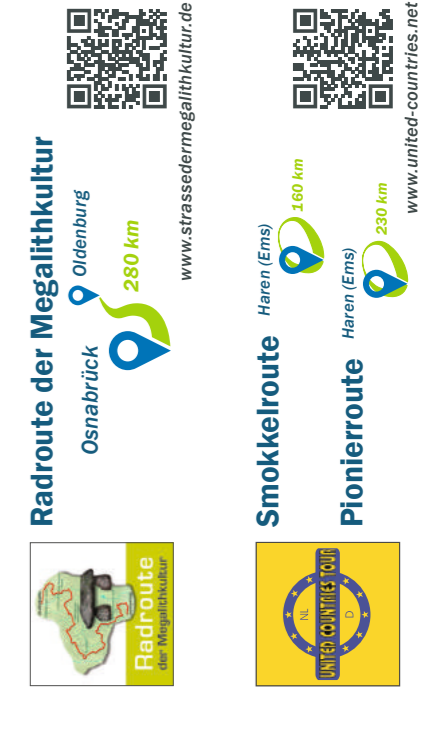 Radroute der Megalithkultur
Osnabrück
Oldenburg
280 km
www.strassedermegalithkultur.de
Radroute
der Megalithkultur
Smokkelroute
Haren (Ems)
160 km
Pionierroute
Haren (Ems)
230 km
www.united-countries.net
NL
UNITED COUNTRIES TOUR
D